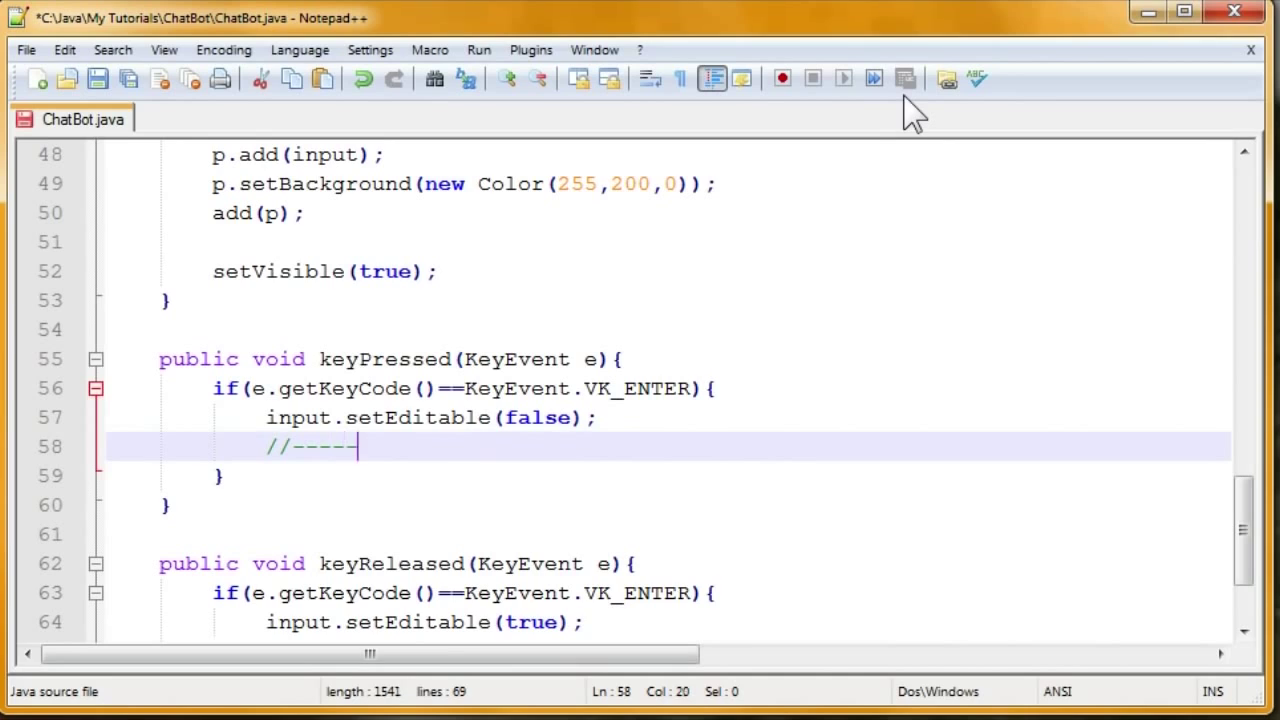 *C:\Java\My Tutorials\ChatBot\ChatBot.java - Notepad++
File Edit Search View Encoding Language Settings Macro Run Plugins Window ? X
ABC
ChatBot.java
48 p.add(input);
49 p.setBackground(new Color(255,200,0));
50 add(p);
51
52 setVisible(true);
53 }
54
55 public void keyPressed(KeyEvent e){
56 if(e.getKeyCode()==KeyEvent.VK_ENTER){
57 input.setEditable(false);
58 //-----
59 }
60 }
61
62 public void keyReleased(KeyEvent e){
63 if(e.getKeyCode()==KeyEvent.VK_ENTER){
64 input.setEditable(true);
Java source file length : 1541 lines : 69 Ln : 58 Col : 20 Sel : 0 Dos\Windows ANSI INS